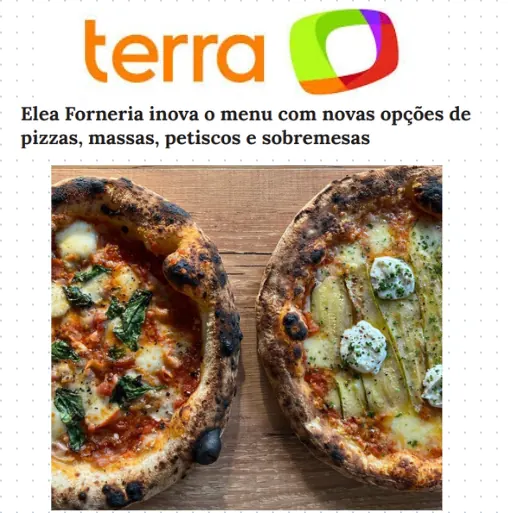 terra
Elea Forneria inova o menu com novas opções de
pizzas, massas, petiscos e sobremesas